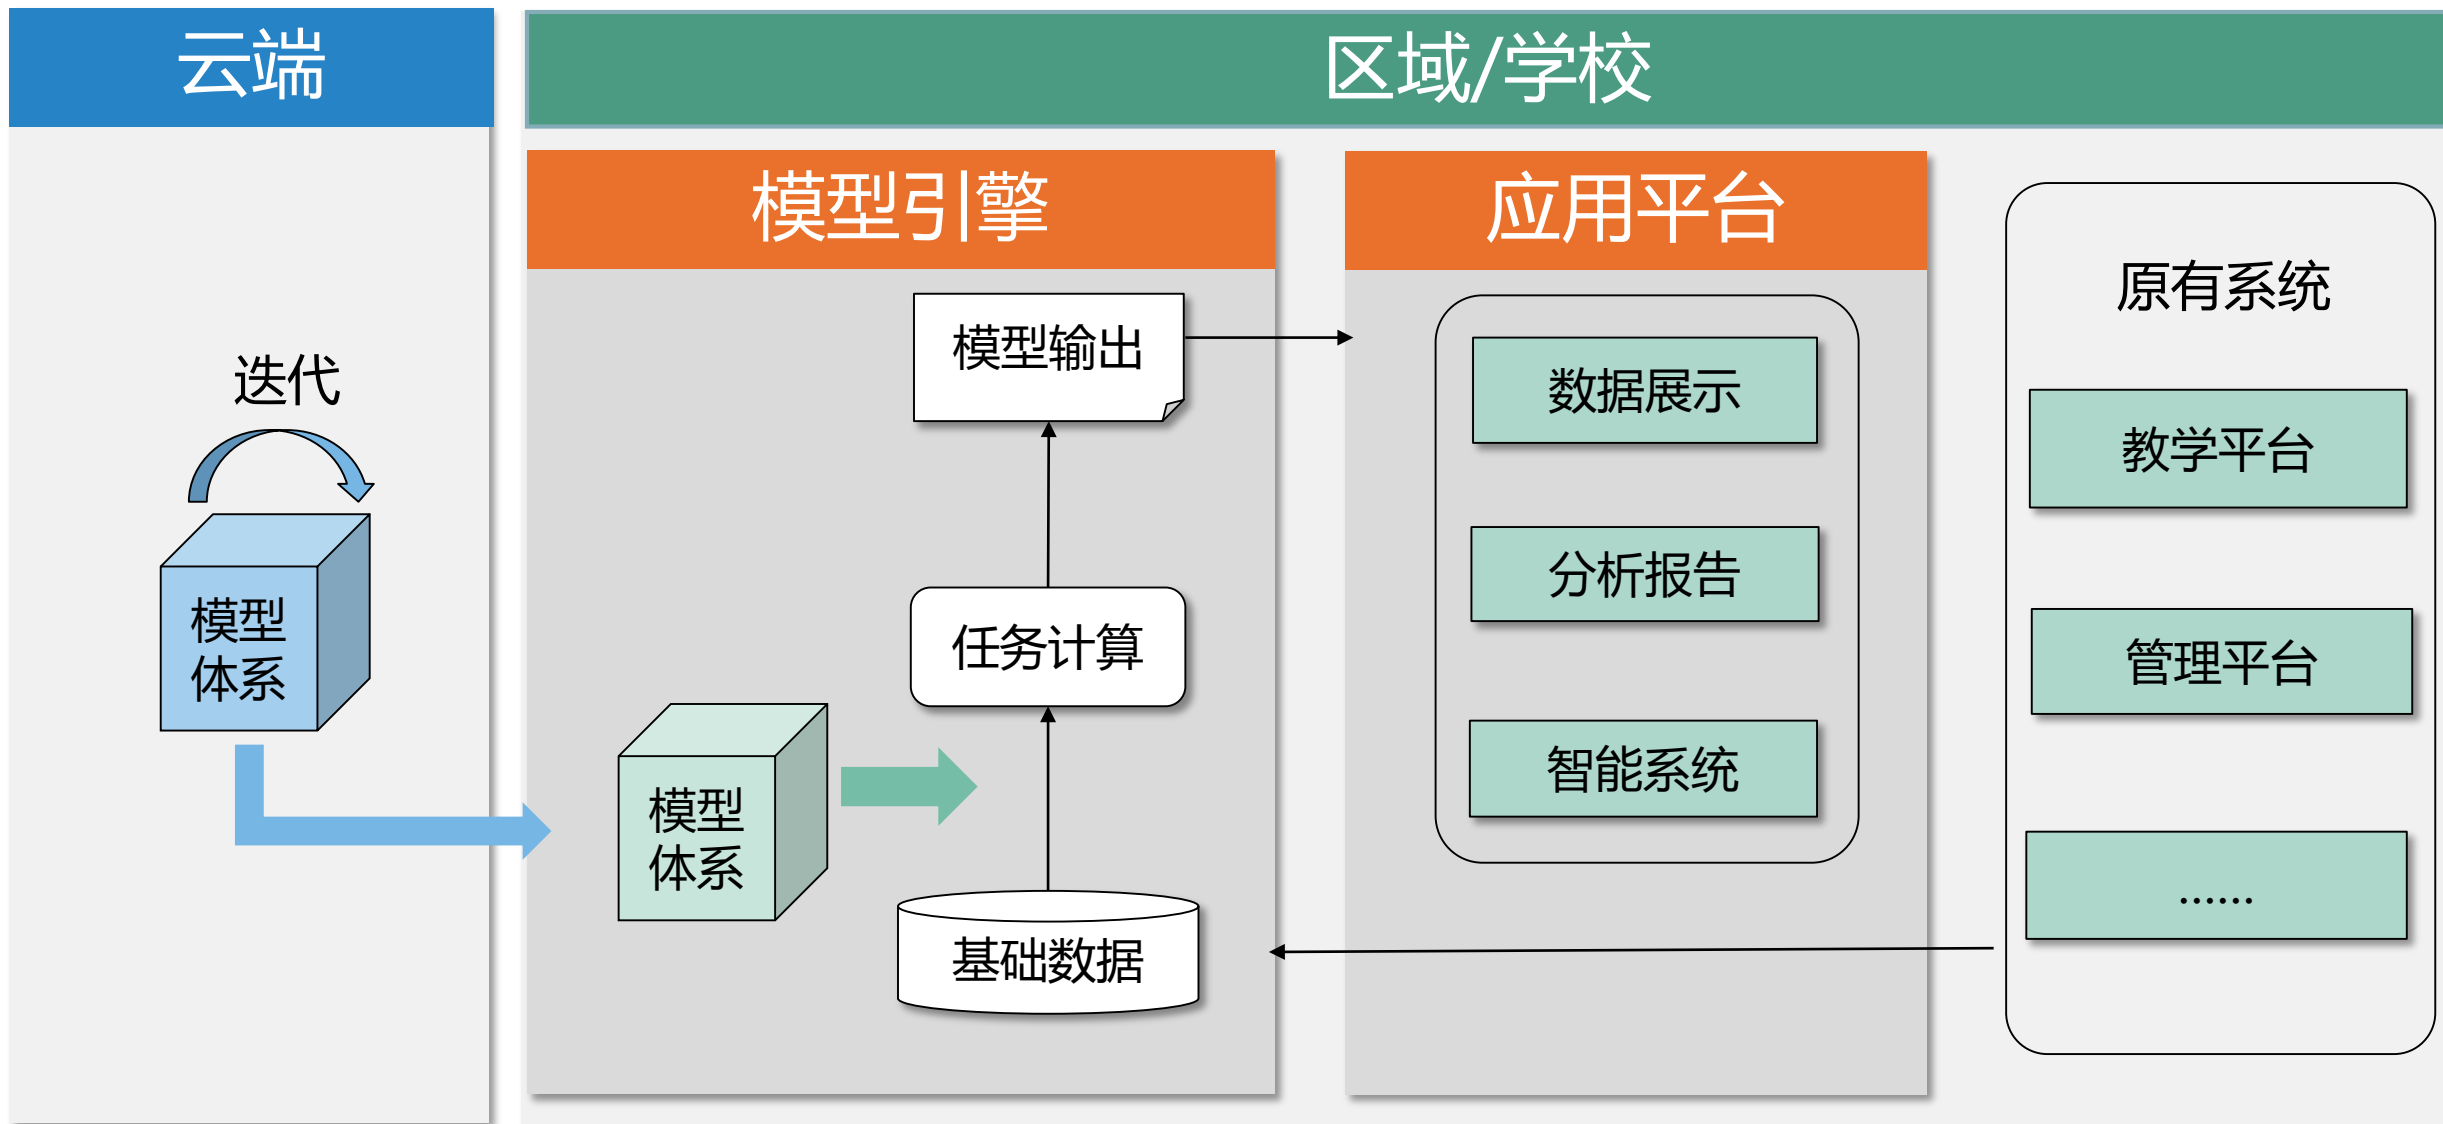 云端
区域/学校
模型引擎
应用平台
原有系统
迭代
模型
体系
模型输出
任务计算
模型
体系
基础数据
数据展示
分析报告
智能系统
教学平台
管理平台
......